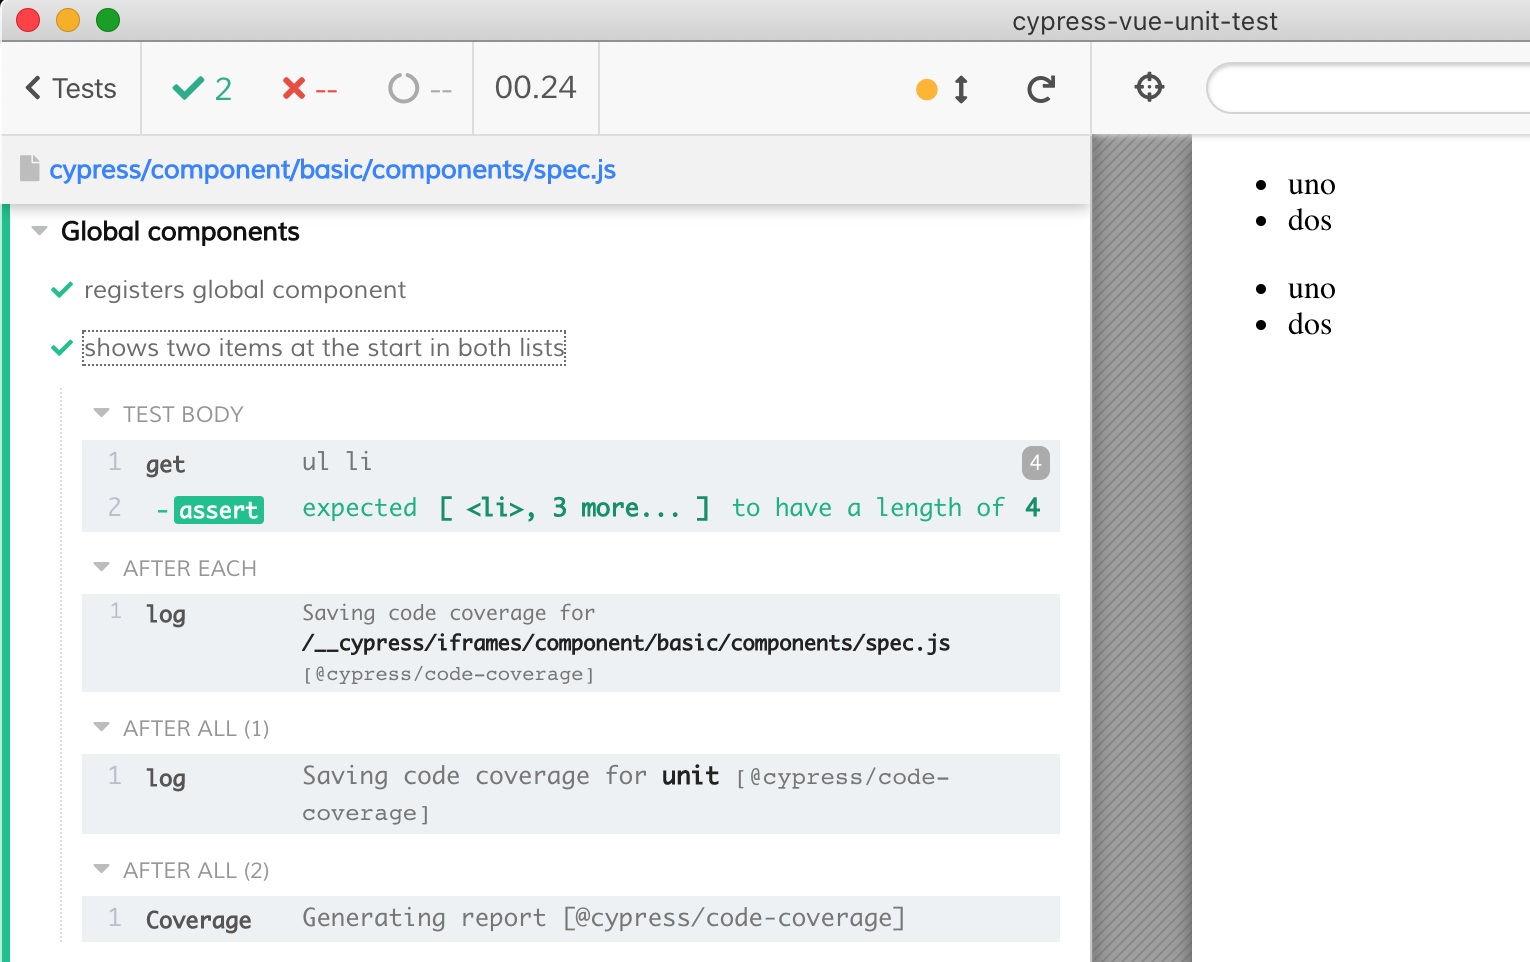 cypress-vue-unit-test
Tests 2 -- -- 00.24
cypress/component/basic/components/spec.js
Global components
registers global component
shows two items at the start in both lists
TEST BODY
1 get ul li 4
2 -assert expected [ <li>, 3 more... ] to have a length of 4
AFTER EACH
1 log Saving code coverage for
/__cypress/iframes/component/basic/components/spec.js
[@cypress/code-coverage]
AFTER ALL (1)
1 log Saving code coverage for unit [@cypress/code-
coverage]
AFTER ALL (2)
1 Coverage Generating report [@cypress/code-coverage]
• uno
• dos
• uno
• dos